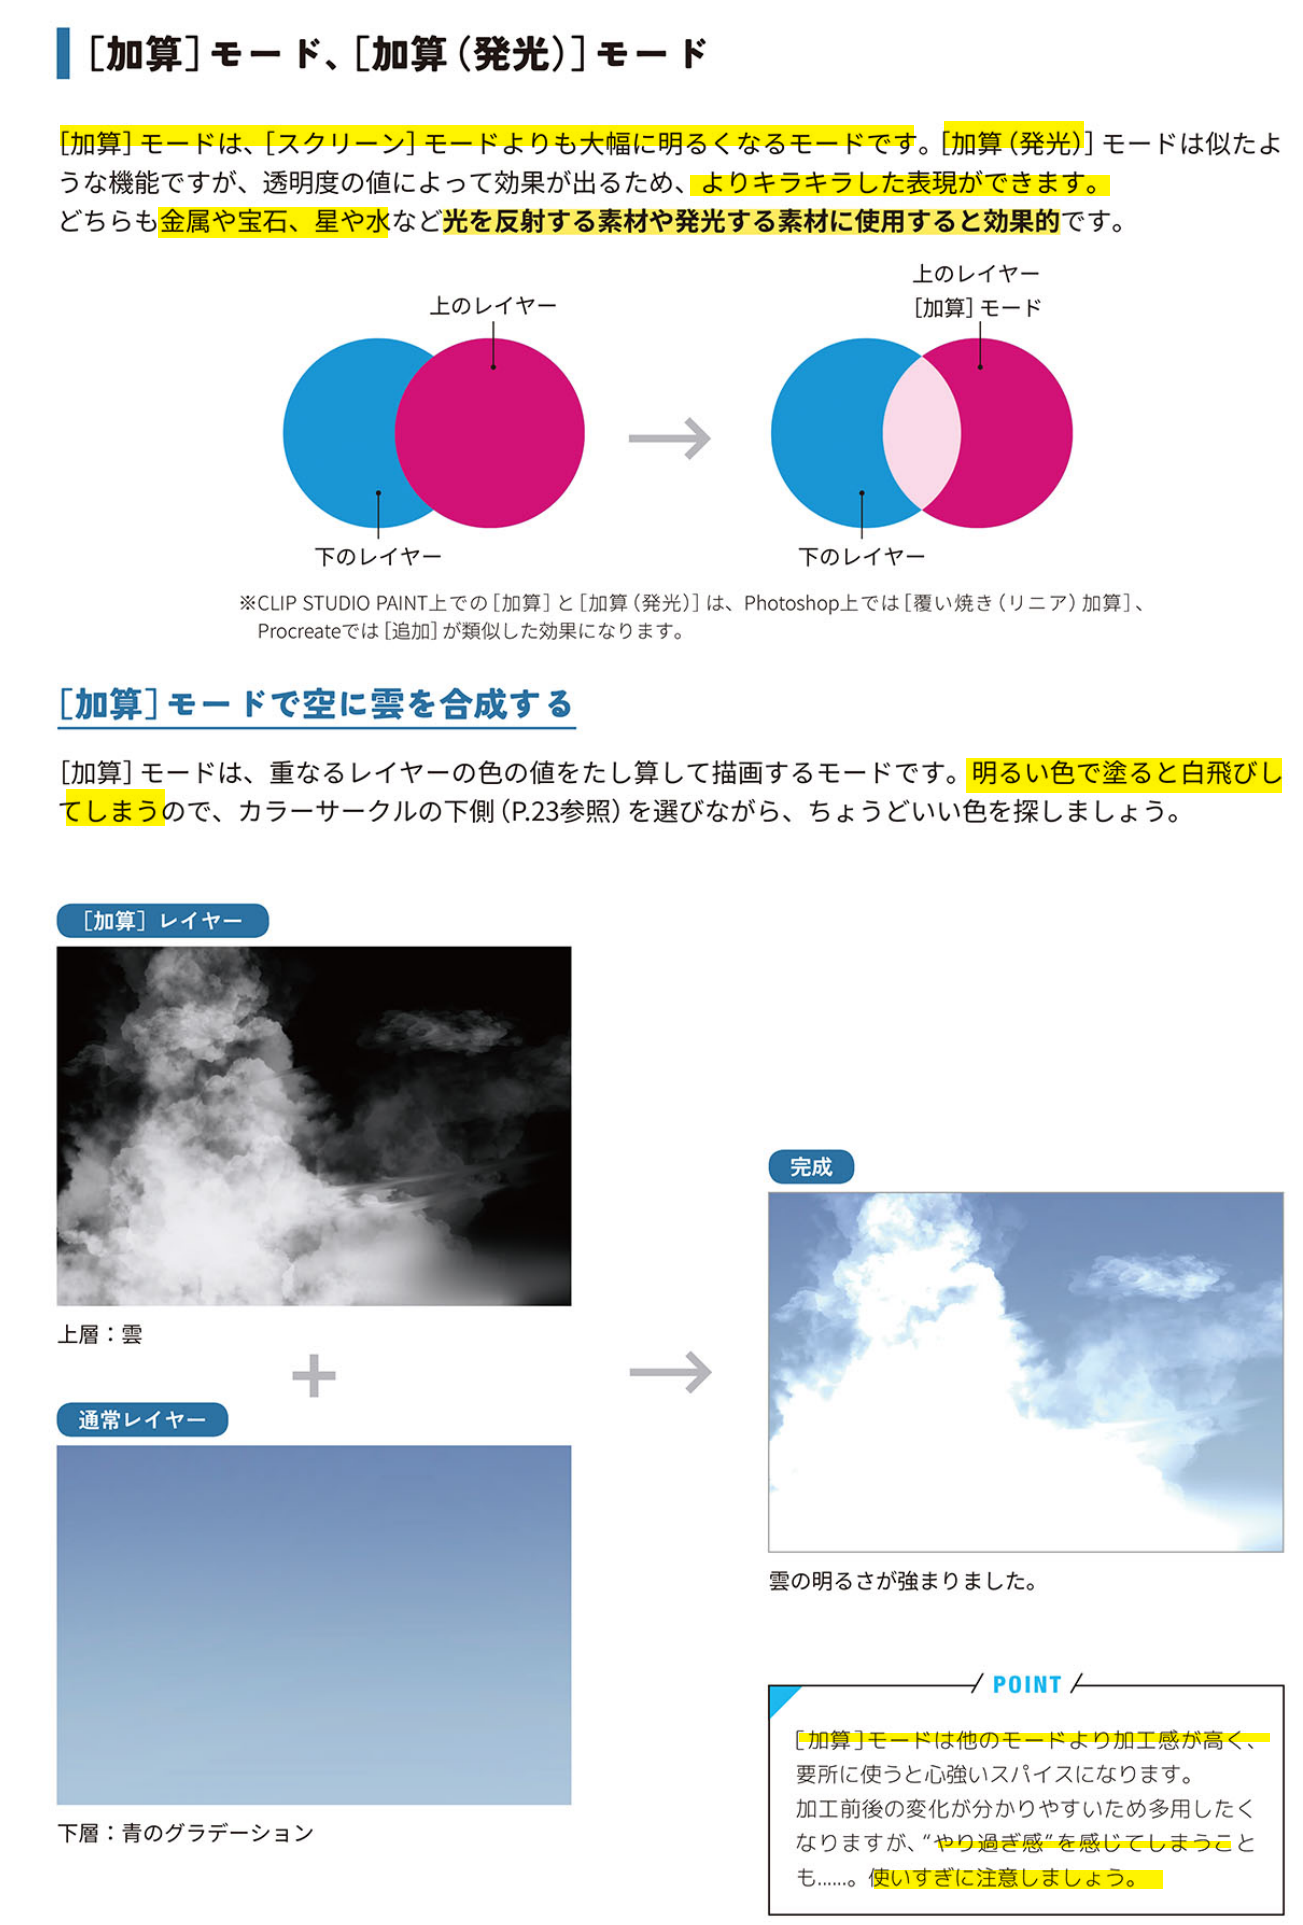 ［加算］モード、［加算（発光）］モード
［加算］モードは、［スクリーン］モードよりも大幅に明るくなるモードです。［加算（発光）］モードは似たよ
うな機能ですが、透明度の値によって効果が出るため、よりキラキラした表現ができます。
どちらも金属や宝石、星や水など光を反射する素材や発光する素材に使用すると効果的です。
上のレイヤー
下のレイヤー
上のレイヤー
［加算］モード
下のレイヤー
※CLIP STUDIO PAINT上での［加算］と［加算（発光）］は、Photoshop上では［覆い焼き（リニア）加算］、
Procreateでは［追加］が類似した効果になります。
［加算］モードで空に雲を合成する
［加算］モードは、重なるレイヤーの色の値をたし算して描画するモードです。明るい色で塗ると白飛びし
てしまうので、カラーサークルの下側（P.23参照）を選びながら、ちょうどいい色を探しましょう。
［加算］レイヤー
上層：雲
+
通常レイヤー
下層：青のグラデーション
完成
雲の明るさが強まりました。
POINT
［加算］モードは他のモードより加工感が高く、
要所に使うと心強いスパイスになります。
加工前後の変化が分かりやすいため多用したく
なりますが、“やり過ぎ感”を感じてしまうこと
も……。使いすぎに注意しましょう。